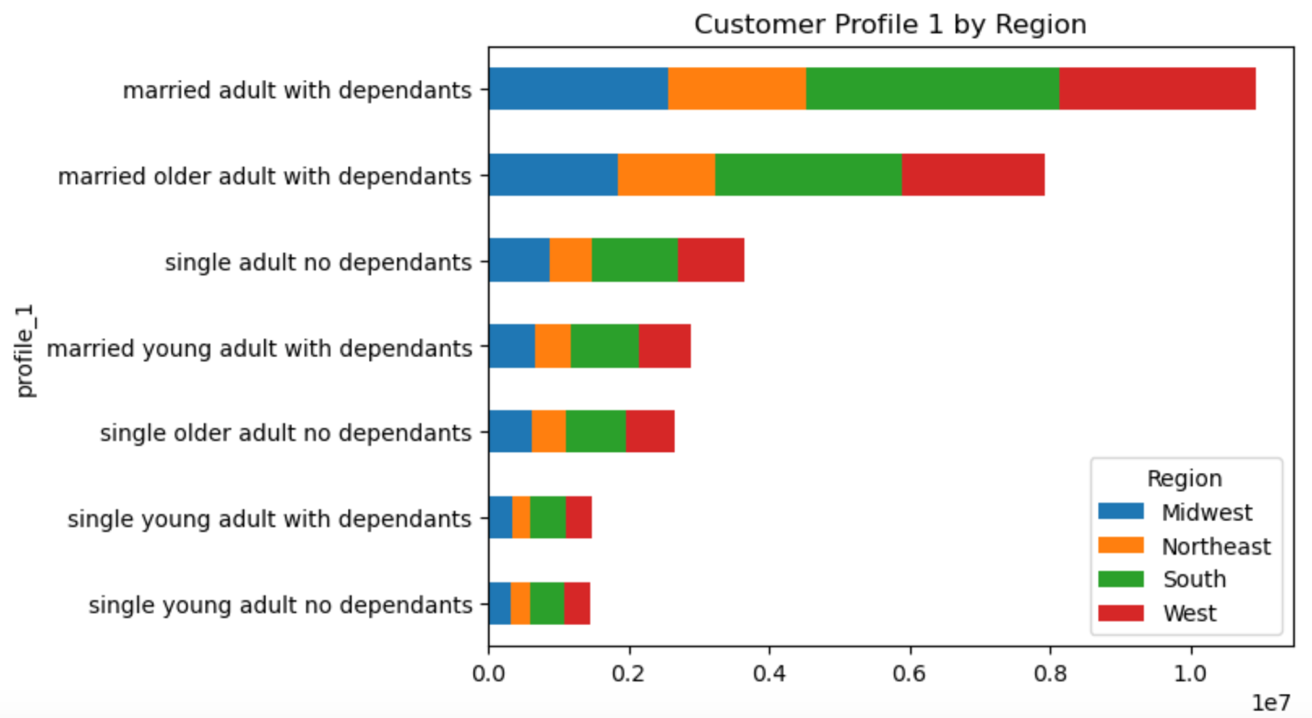 Customer Profile 1 by Region
profile_1
married adult with dependants
married older adult with dependants
single adult no dependants
married young adult with dependants
single older adult no dependants
single young adult with dependants
single young adult no dependants
Region
Midwest
Northeast
South
West
0.0 0.2 0.4 0.6 0.8 1.0
1e7